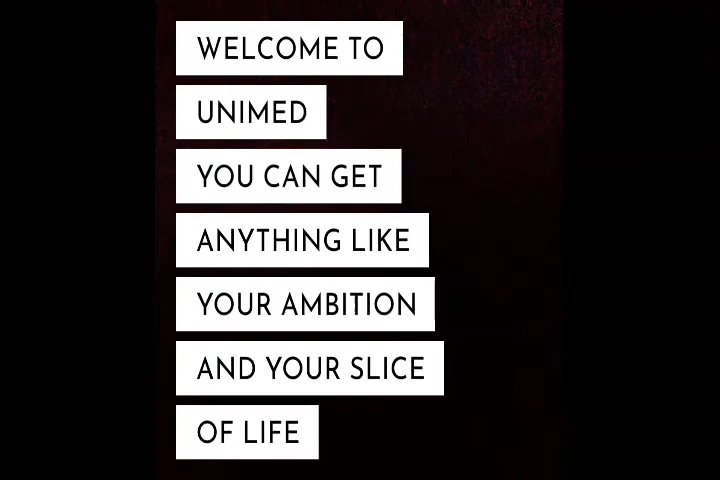 WELCOME TO
UNIMED
YOU CAN GET
ANYTHING LIKE
YOUR AMBITION
AND YOUR SLICE
OF LIFE